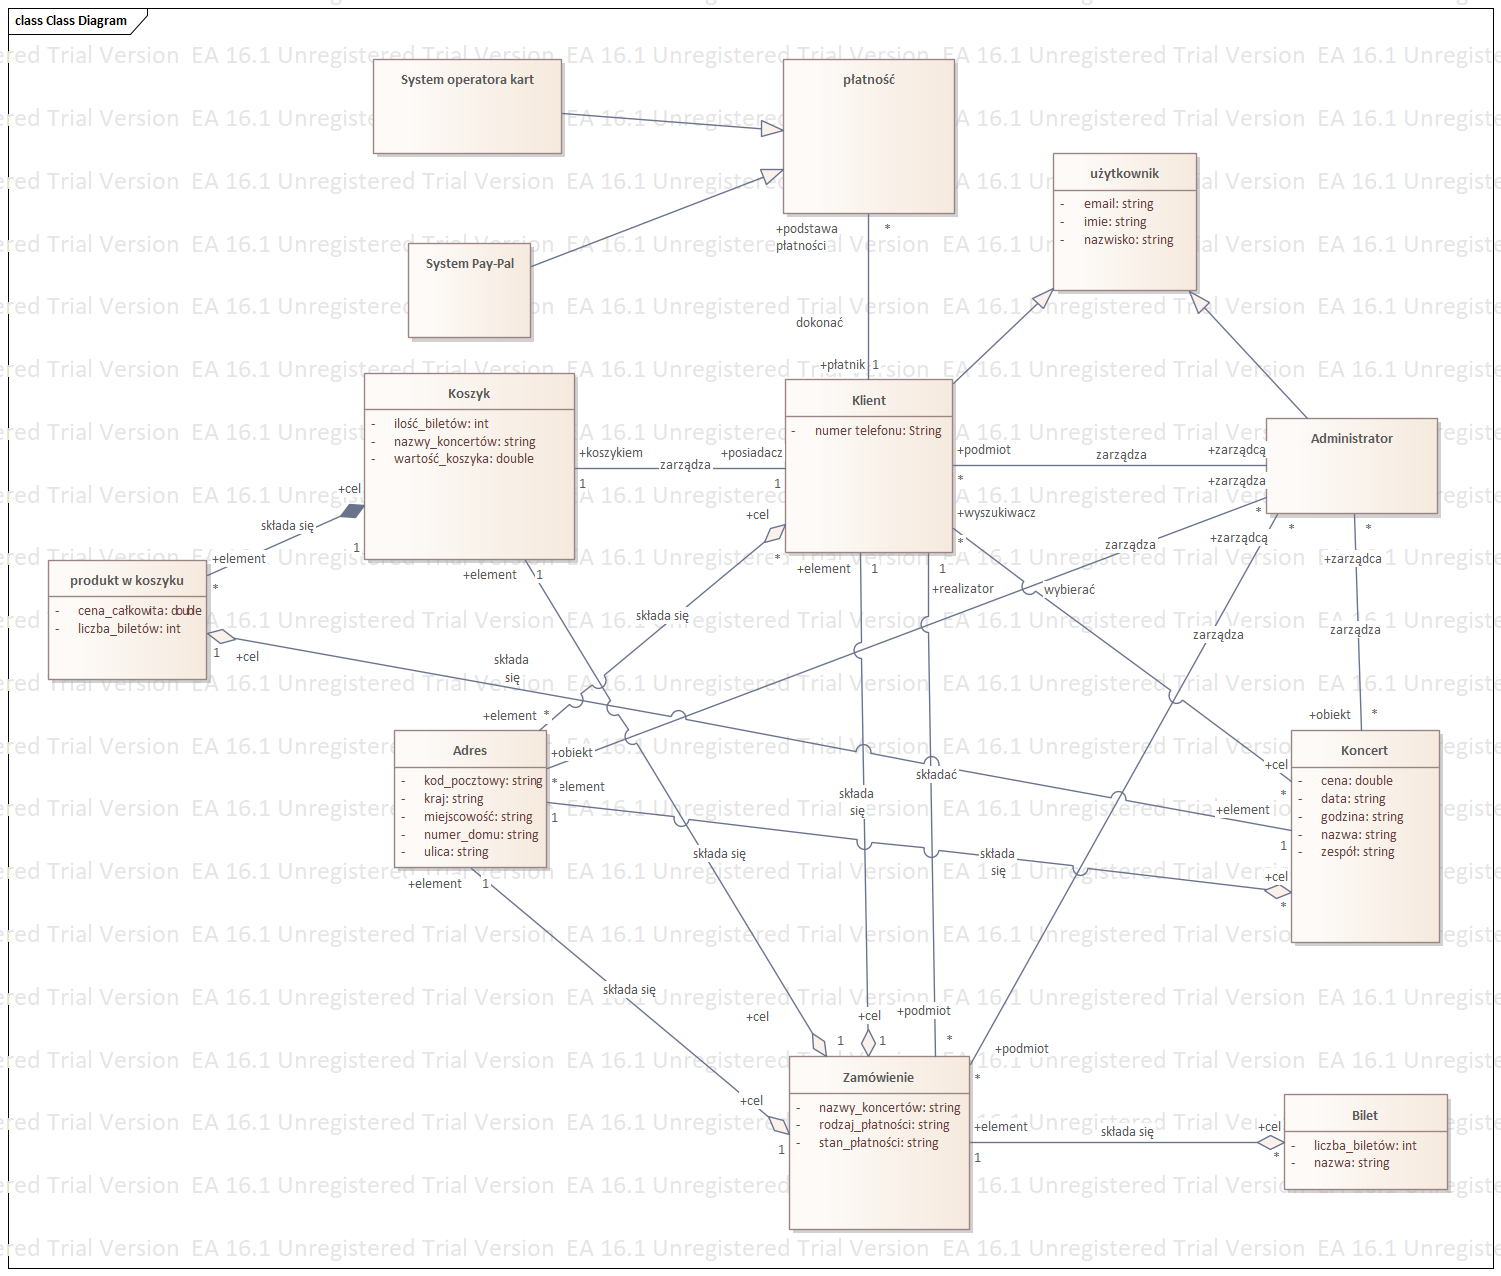 class Class Diagram
System operatora kart
płatność
użytkownik
- email: string
- imie: string
- nazwisko: string
+podstawa
płatności
*
System Pay-Pal
dokonać
+płatnik
1
Koszyk
- ilość_biletów: int
- nazwy_koncertów: string
- wartość_koszyka: double
Klient
- numer telefonu: String
Administrator
+koszykiem
zarządza
+posiadacz
1
1
+podmiot
*
zarządza
+zarządcą
+zarządza
*
+cel
1
składa się
+element
*
+cel
*
+wyszukiwacz
*
+zarządcą
*
*
+zarządca
zarządza
wybierać
produkt w koszyku
- cena_całkowita: double
- liczba_biletów: int
+element
1
+element
1
1
+realizator
1
+cel
składa się
składa
się
zarządza
zarządza
+element
*
+obiekt
*
Adres
- kod_pocztowy: string
- kraj: string
- miejscowość: string
- numer_domu: string
- ulica: string
+obiekt
*
element
1
składać
składa
się
+cel
*
Koncert
- cena: double
- data: string
- godzina: string
- nazwa: string
- zespół: string
+element
1
składa się
składa
się
+cel
*
+element
1
składa się
+cel
1
+cel
1
+podmiot
*
+podmiot
*
+cel
1
Zamówienie
- nazwy_koncertów: string
- rodzaj_płatności: string
- stan_płatności: string
+element
1
składa się
+cel
*
Bilet
- liczba_biletów: int
- nazwa: string
EA 16.1 Unregistered Trial Version